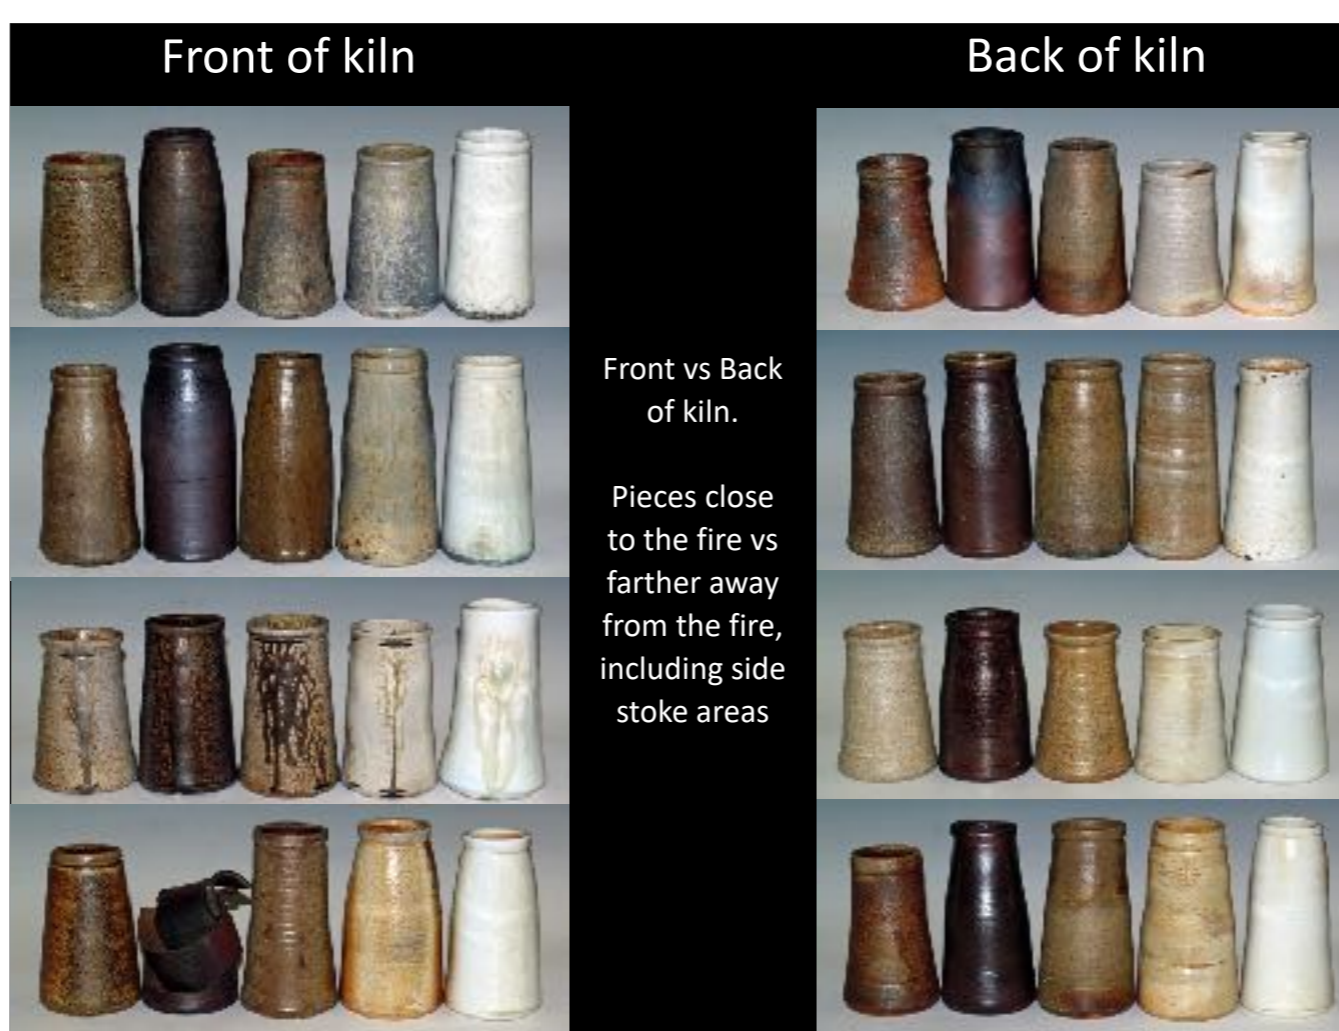 Front of kiln
Back of kiln
Front vs Back
of kiln.
Pieces close
to the fire vs
farther away
from the fire,
including side
stoke areas